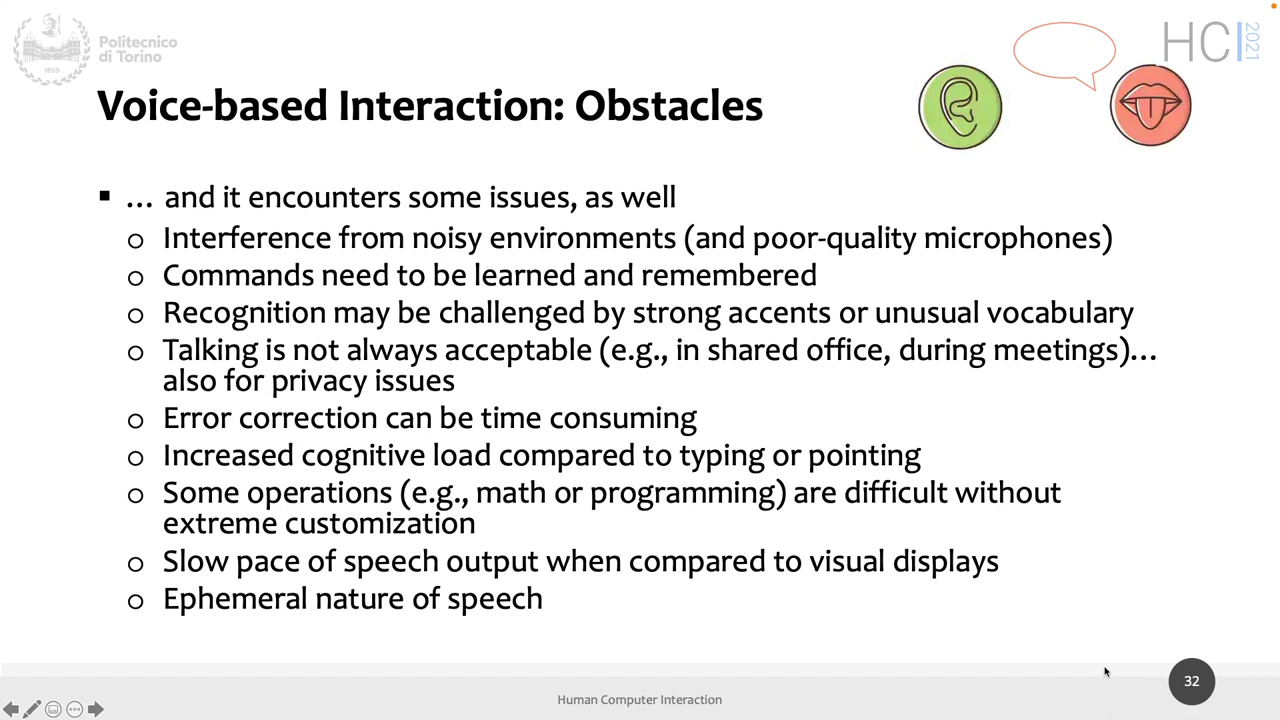 Politecnico
di Torino
1859
HCI 2021
Voice-based Interaction: Obstacles
▪ … and it encounters some issues, as well
o Interference from noisy environments (and poor-quality microphones)
o Commands need to be learned and remembered
o Recognition may be challenged by strong accents or unusual vocabulary
o Talking is not always acceptable (e.g., in shared office, during meetings)…
also for privacy issues
o Error correction can be time consuming
o Increased cognitive load compared to typing or pointing
o Some operations (e.g., math or programming) are difficult without
extreme customization
o Slow pace of speech output when compared to visual displays
o Ephemeral nature of speech
Human Computer Interaction
32